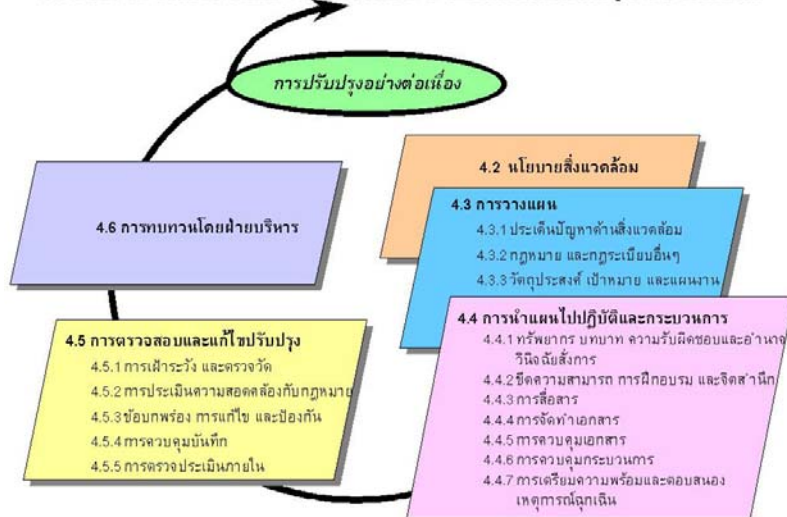 การปรับปรุงอย่างต่อเนื่อง
4.2 นโยบายสิ่งแวดล้อม
4.3 การวางแผน
4.3.1 ประเด็นปัญหาด้านสิ่งแวดล้อม
4.3.2 กฎหมาย และกฎระเบียบอื่นๆ
4.3.3 วัตถุประสงค์ เป้าหมาย และแผนงาน
4.4 การนำแผนไปปฏิบัติและกระบวนการ
4.4.1 ทรัพยากร บทบาท ความรับผิดชอบและอำนาจ
วินิจฉัยสั่งการ
4.4.2 ขีดความสามารถ การฝึกอบรม และจิตสำนึก
4.4.3 การสื่อสาร
4.4.4 การจัดทำเอกสาร
4.4.5 การควบคุมเอกสาร
4.4.6 การควบคุมกระบวนการ
4.4.7 การเตรียมความพร้อมและตอบสนอง
เหตุการณ์ฉุกเฉิน
4.5 การตรวจสอบและแก้ไขปรับปรุง
4.5.1 การเฝ้าระวัง และตรวจวัด
4.5.2 การประเมินความสอดคล้องกับกฎหมาย
4.5.3 ข้อบกพร่อง การแก้ไข และป้องกัน
4.5.4 การควบคุมบันทึก
4.5.5 การตรวจประเมินภายใน
4.6 การทบทวนโดยฝ่ายบริหาร